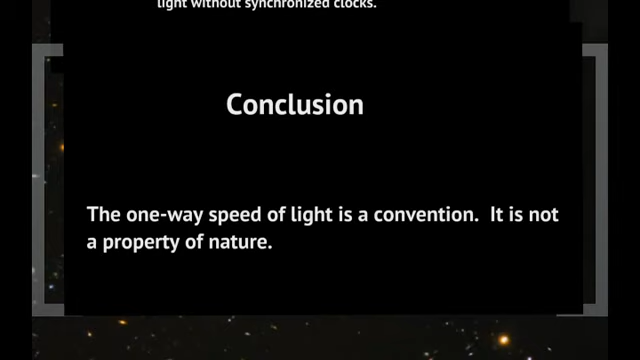 light without synchronized clocks.
Conclusion
The one-way speed of light is a convention.  It is not
a property of nature.